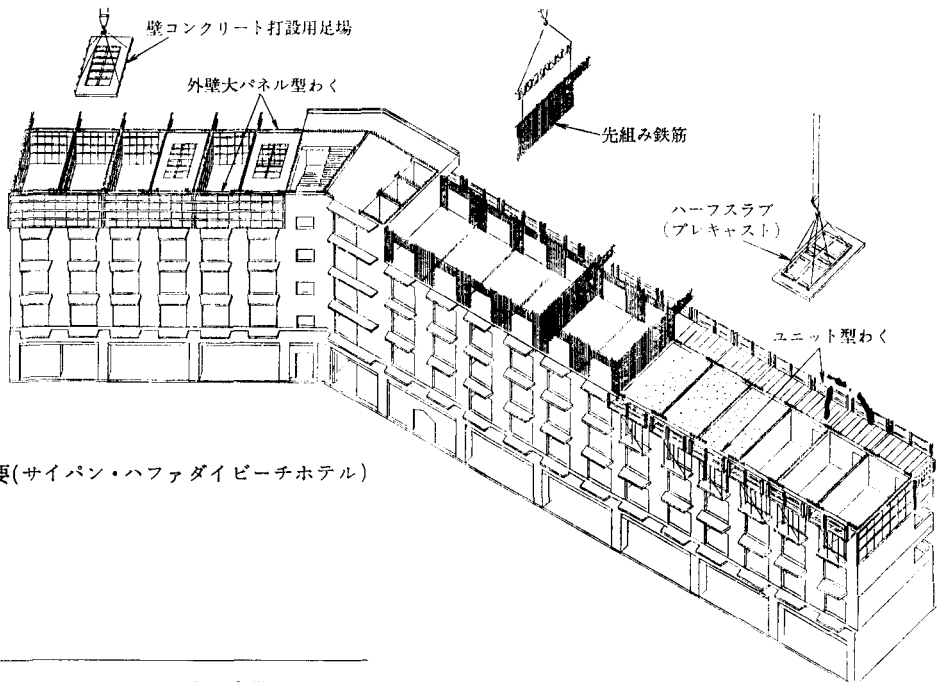 壁コンクリート打設用足場
外壁大パネル型わく
先組み鉄筋
ハーフスラブ
(プレキャスト)
ユニット型わく
要(サイパン・ハファダイビーチホテル)